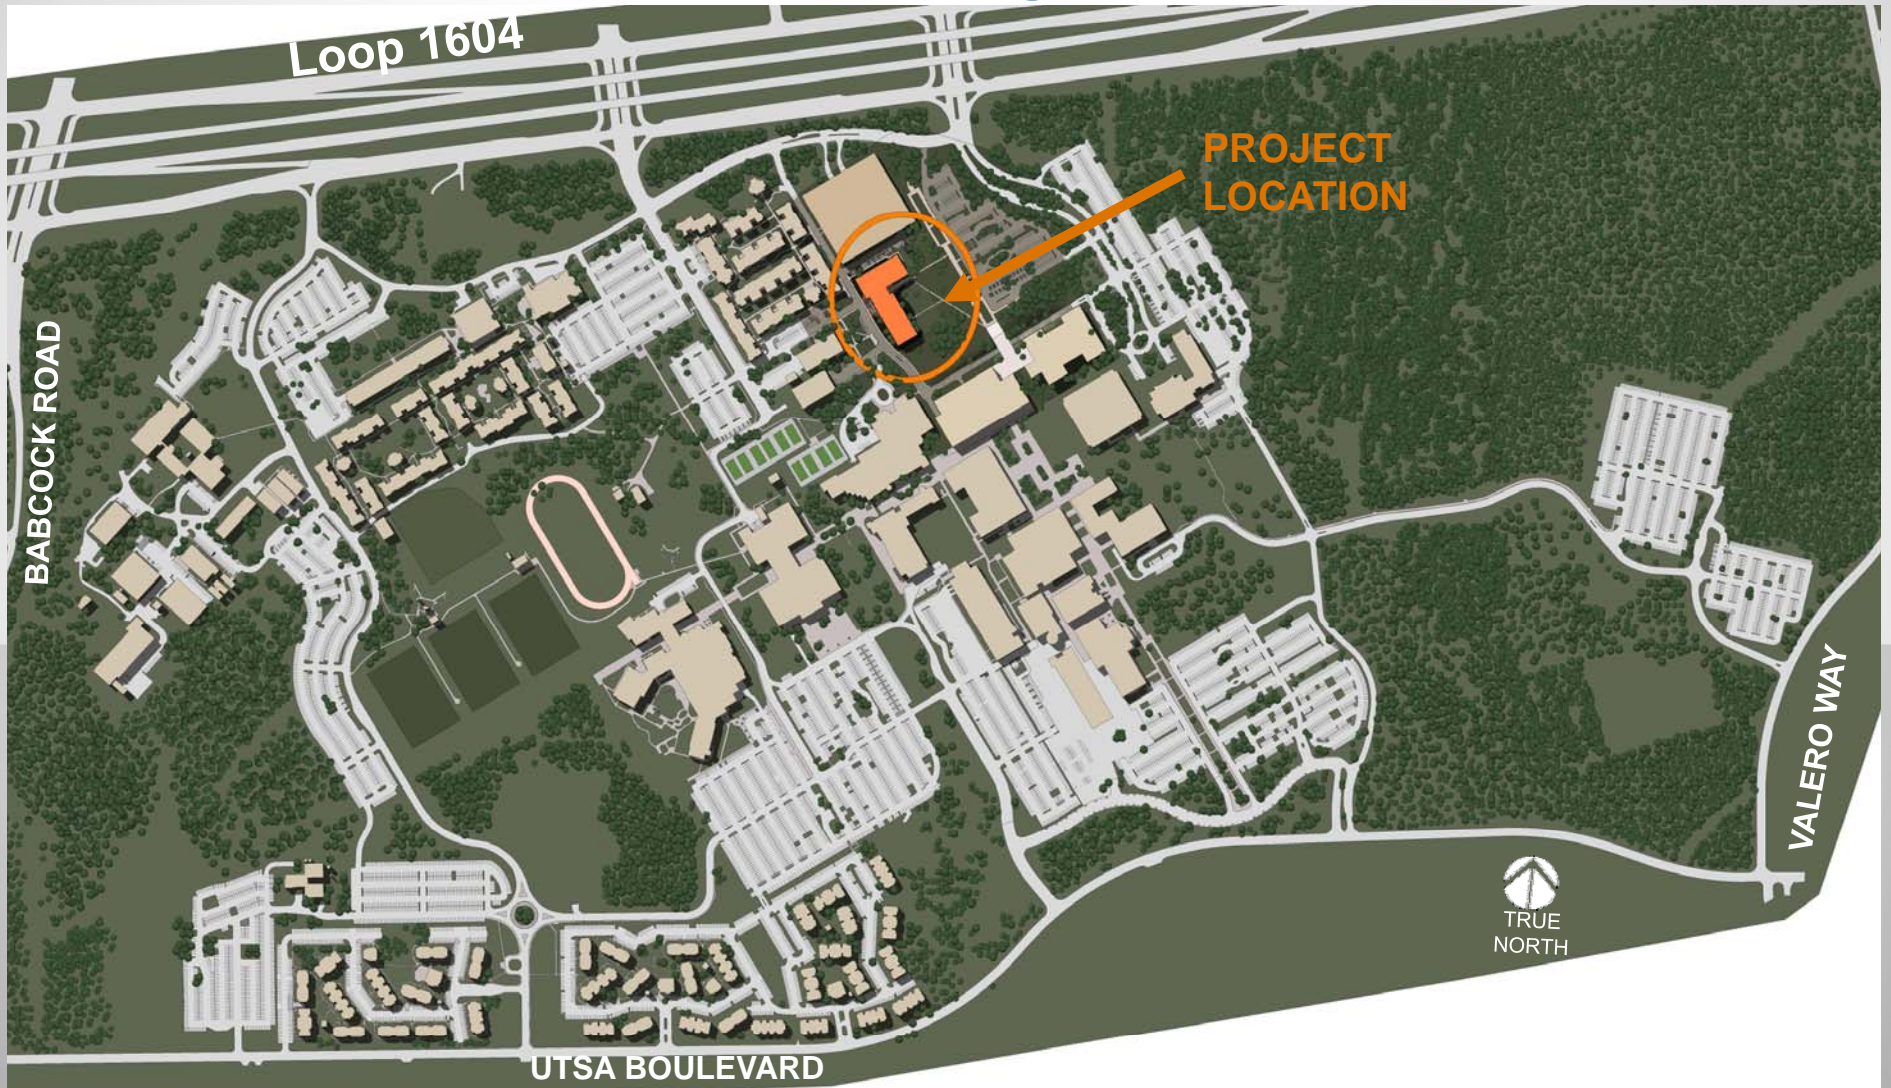 Loop 1604
PROJECT
LOCATION
BABCOCK ROAD
VALERO WAY
TRUE
NORTH
UTSA BOULEVARD